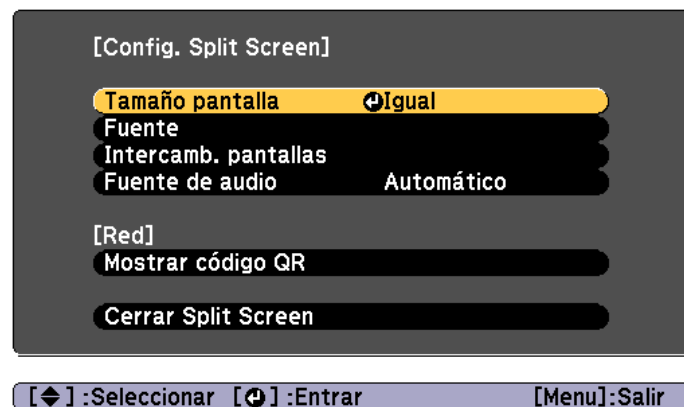 [Config. Split Screen]
Tamaño pantalla Igual
Fuente
Intercamb. pantallas
Fuente de audio Automático
[Red]
Mostrar código QR
Cerrar Split Screen
[ ] :Seleccionar [ ] :Entrar [Menu]:Salir